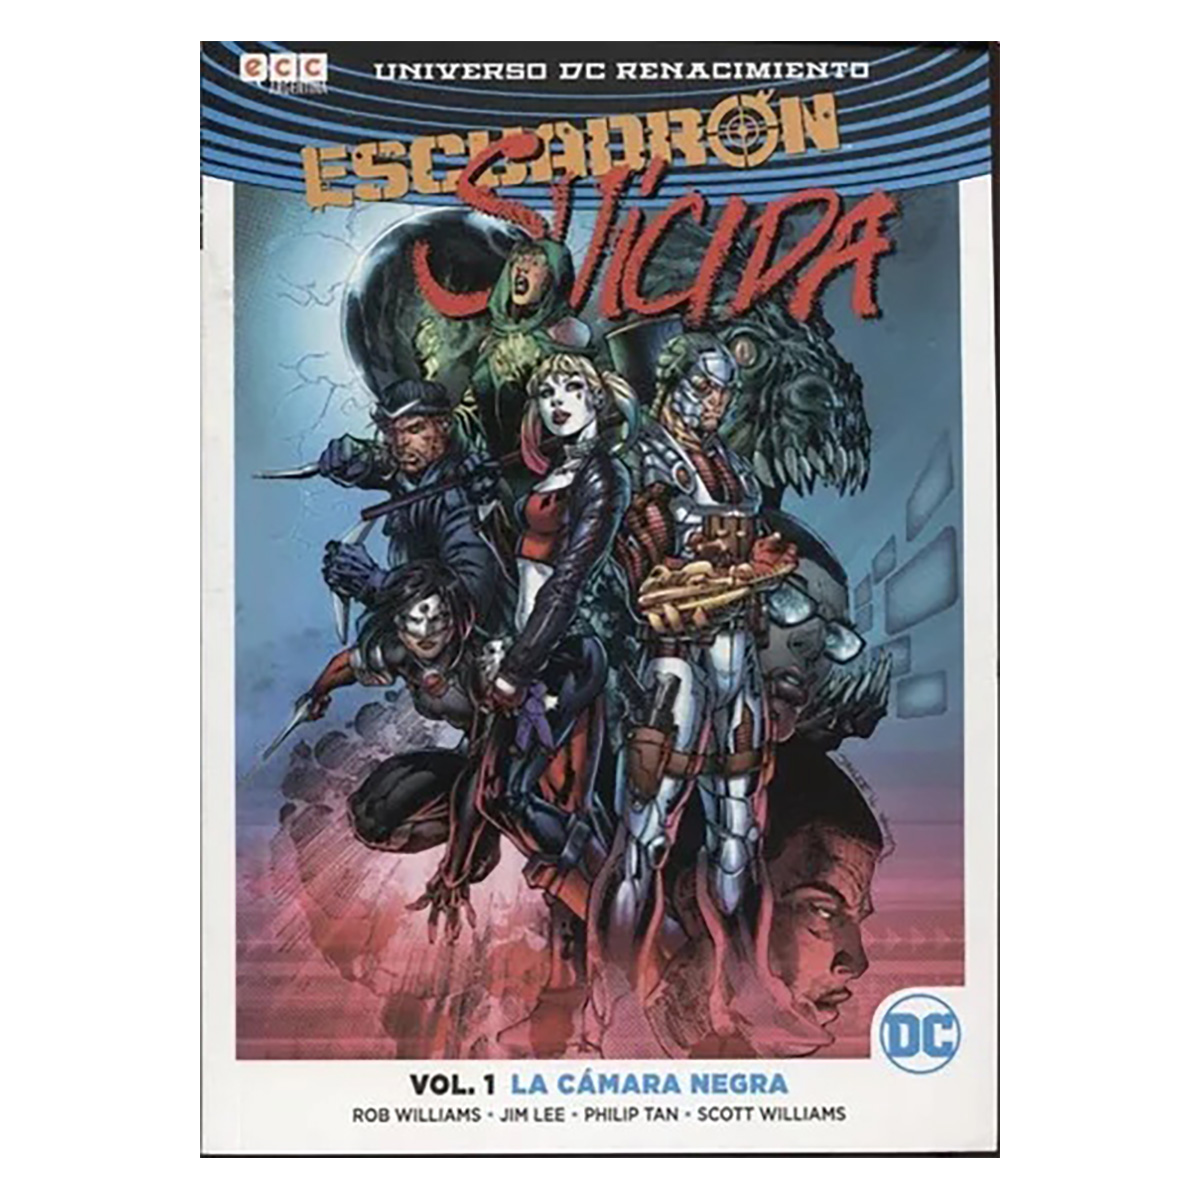 ecc
ARGENTINA
UNIVERSO DC RENACIMIENTO
ESCUADRÓN
SUICIDA
DC
VOL. 1 LA CÁMARA NEGRA
ROB WILLIAMS • JIM LEE • PHILIP TAN • SCOTT WILLIAMS